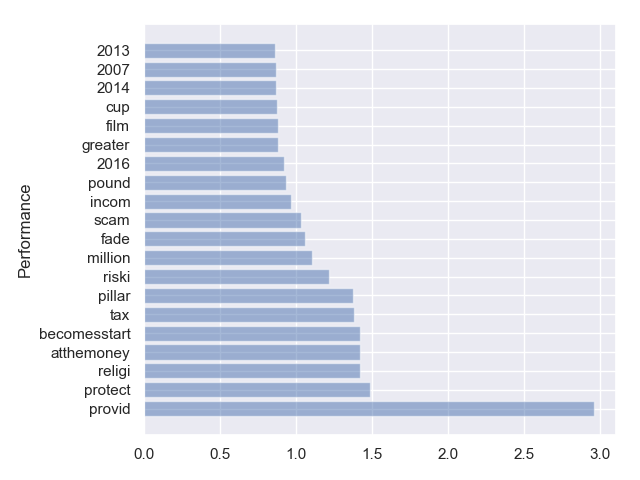 2013
2007
2014
cup
film
greater
2016
pound
incom
scam
fade
million
riski
pillar
tax
becomesstart
atthemoney
religi
protect
provid
Performance
0.0 0.5 1.0 1.5 2.0 2.5 3.0